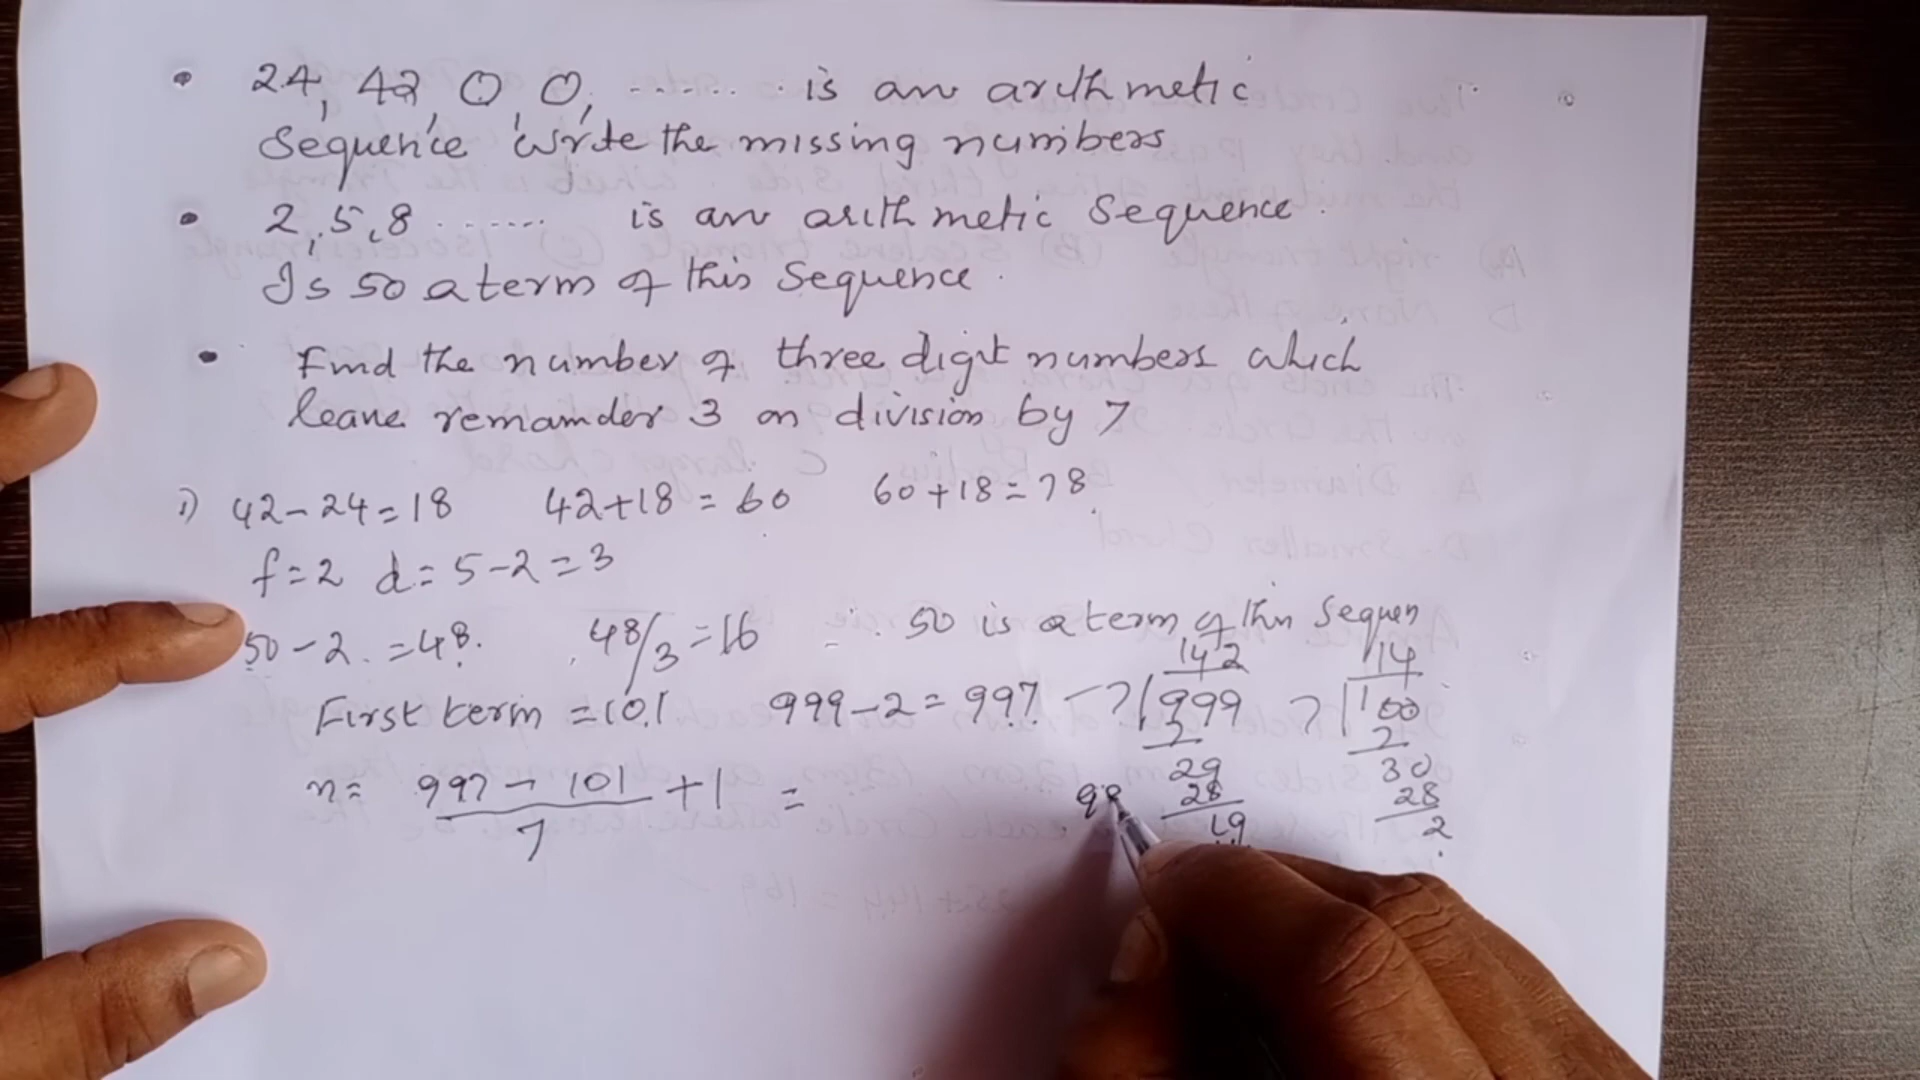 24, 42, O, O, ........ is an arithmetic
Sequence Write the missing numbers
2, 5, 8 ...... is an arithmetic Sequence.
Is 50 a term of this Sequence.
Find the number of three digit numbers which
leave remainder 3 on division by 7
1) 42-24=18 42+18=60 60+18=78
f=2 d=5-2=3
50-2=48. 48/3=16 50 is a term of this Sequen
142 14
First term =101 999-2=997 7 999 7 100
7 7
29 30
n= 997-101/7 +1 = 28 28
19 2